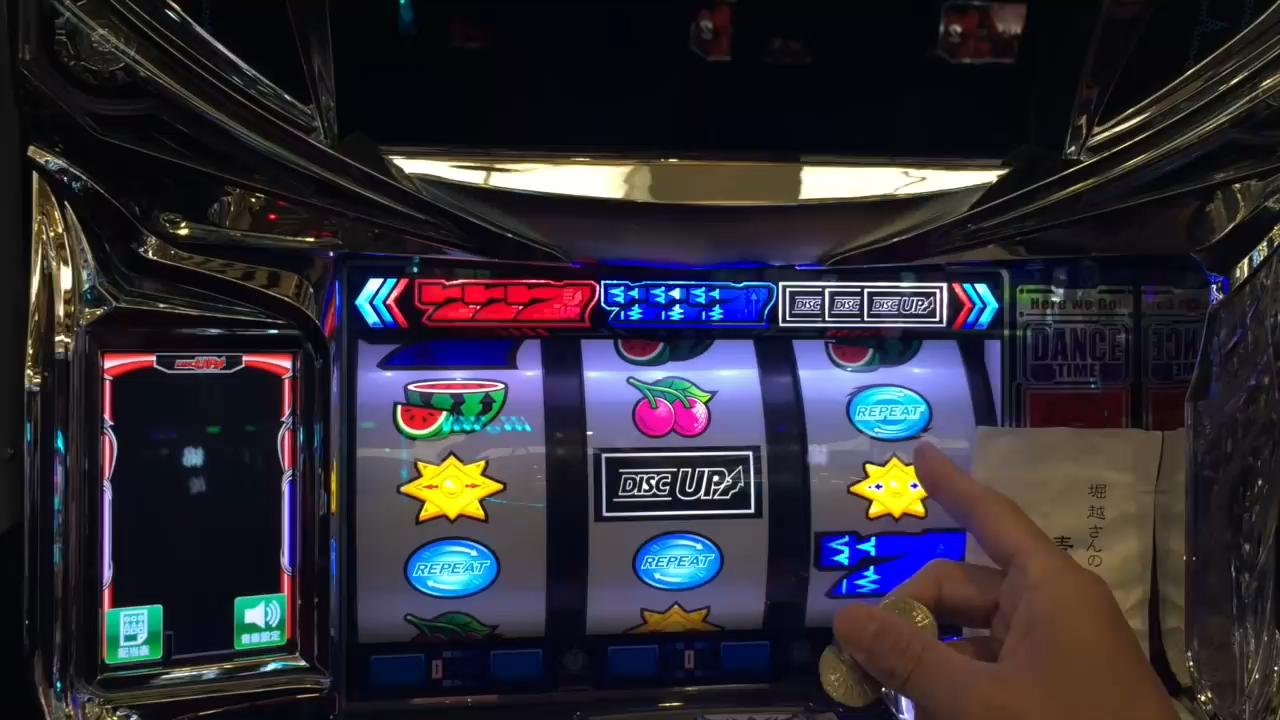 777
DISC DISC DISC UP
Here we Go!
DANCE
TIME
DISC UP
REPEAT
DISC UP
REPEAT
REPEAT
堀越さんの
配当表
音量設定